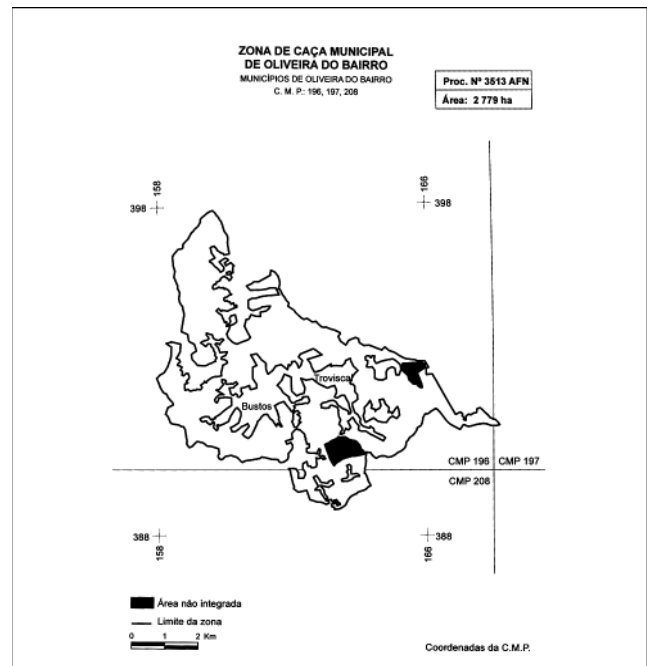 ZONA DE CAÇA MUNICIPAL
DE OLIVEIRA DO BAIRRO
MUNICÍPIOS DE OLIVEIRA DO BAIRRO
C. M. P.: 196, 197, 208
Proc. Nº 3513 AFN
Área: 2 779 ha
158
166
398
398
Trovisca
Bustos
CMP 196
CMP 197
CMP 208
388
388
158
166
Área não integrada
Limite da zona
0 1 2 Km
Coordenadas da C.M.P.